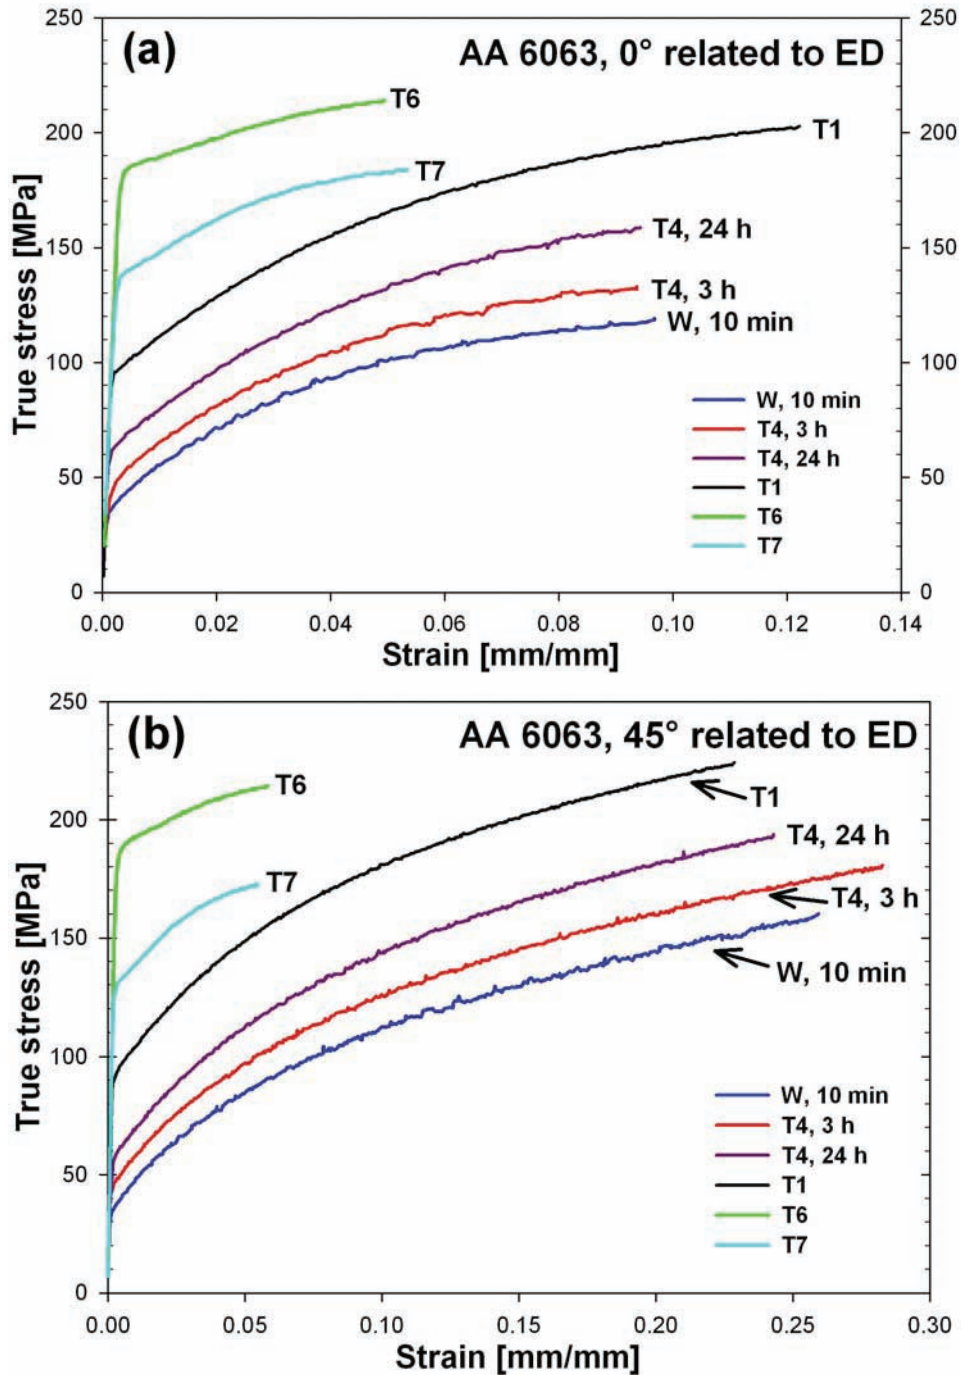 (a) AA 6063, 0° related to ED
250 250
200 200
150 150
100 100
50 50
0 0
True stress [MPa]
T6
T1
T7
T4, 24 h
T4, 3 h
W, 10 min
W, 10 min
T4, 3 h
T4, 24 h
T1
T6
T7
0.00 0.02 0.04 0.06 0.08 0.10 0.12 0.14
Strain [mm/mm]
(b) AA 6063, 45° related to ED
250
200
150
100
50
0
True stress [MPa]
T6
T1
T4, 24 h
T7
T4, 3 h
W, 10 min
W, 10 min
T4, 3 h
T4, 24 h
T1
T6
T7
0.00 0.05 0.10 0.15 0.20 0.25 0.30
Strain [mm/mm]